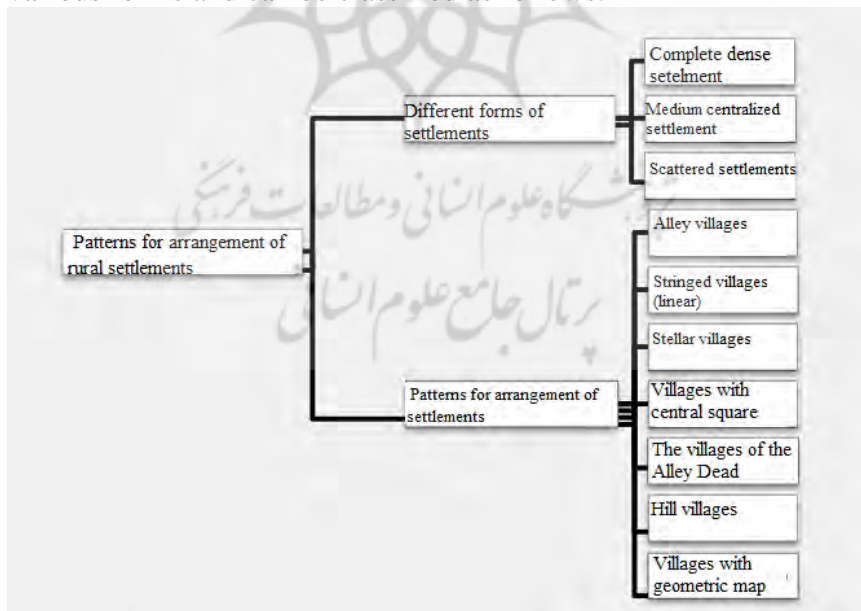 Complete dense
setelment
Different forms of
settlements
Medium centralized
settlement
Scattered settlements
پژوهشگاه علوم انسانی و مطالعات فرهنگی
Alley villages
Patterns for arrangement of
rural settlements
Stringed villages
(linear)
پرتال جامع علوم انسانی
Stellar villages
Patterns for arrangement of
settlements
Villages with
central square
The villages of the
Alley Dead
Hill villages
Villages with
geometric map